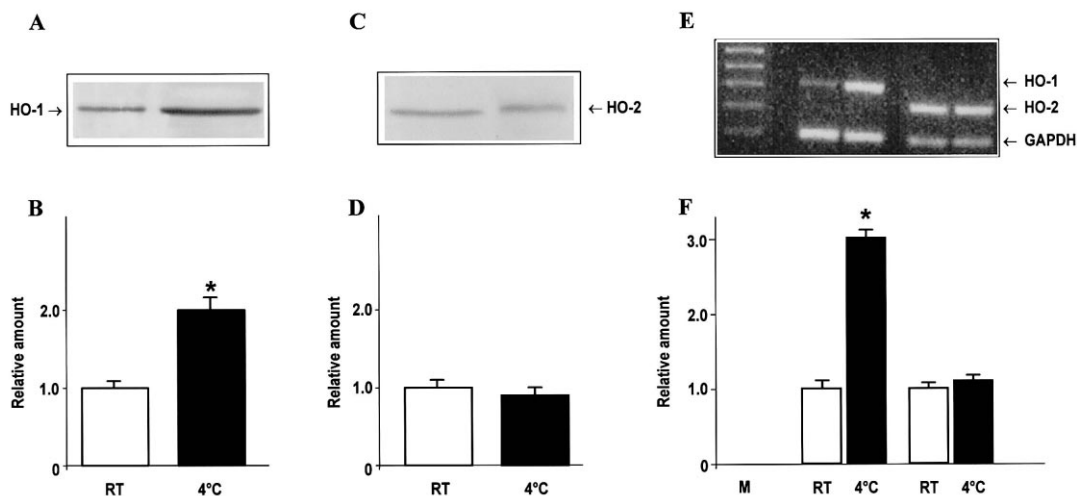 A
HO-1 →
C
← HO-2
E
← HO-1
← HO-2
← GAPDH
B
Relative amount
2.0
1.0
0
*
RT 4°C
D
Relative amount
2.0
1.0
0
RT 4°C
F
Relative amount
3.0
2.0
1.0
0
*
M RT 4°C RT 4°C